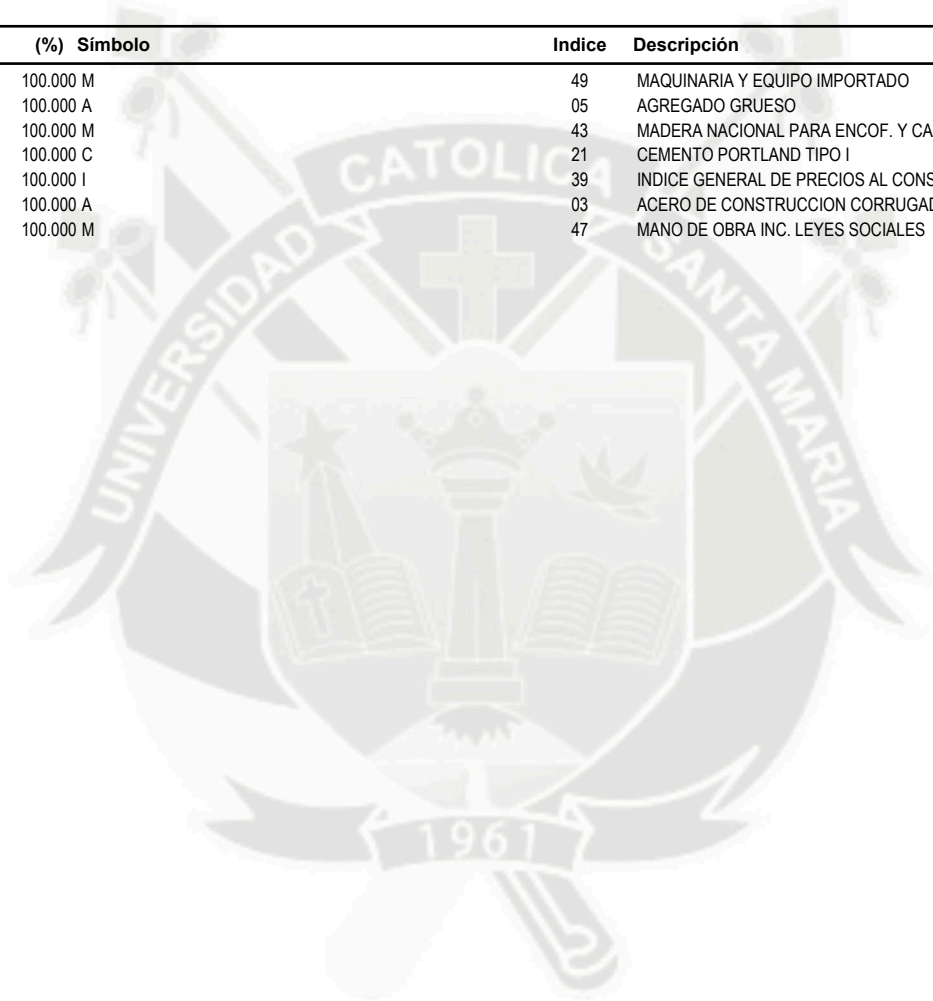 (%) Símbolo Indice Descripción
100.000 M 49 MAQUINARIA Y EQUIPO IMPORTADO
100.000 A 05 AGREGADO GRUESO
100.000 M 43 MADERA NACIONAL PARA ENCOF. Y CA
100.000 C 21 CEMENTO PORTLAND TIPO I
100.000 I 39 INDICE GENERAL DE PRECIOS AL CONS
100.000 A 03 ACERO DE CONSTRUCCION CORRUGAD
100.000 M 47 MANO DE OBRA INC. LEYES SOCIALES
UNIVERSIDAD CATOLICA SANTA MARIA
1961